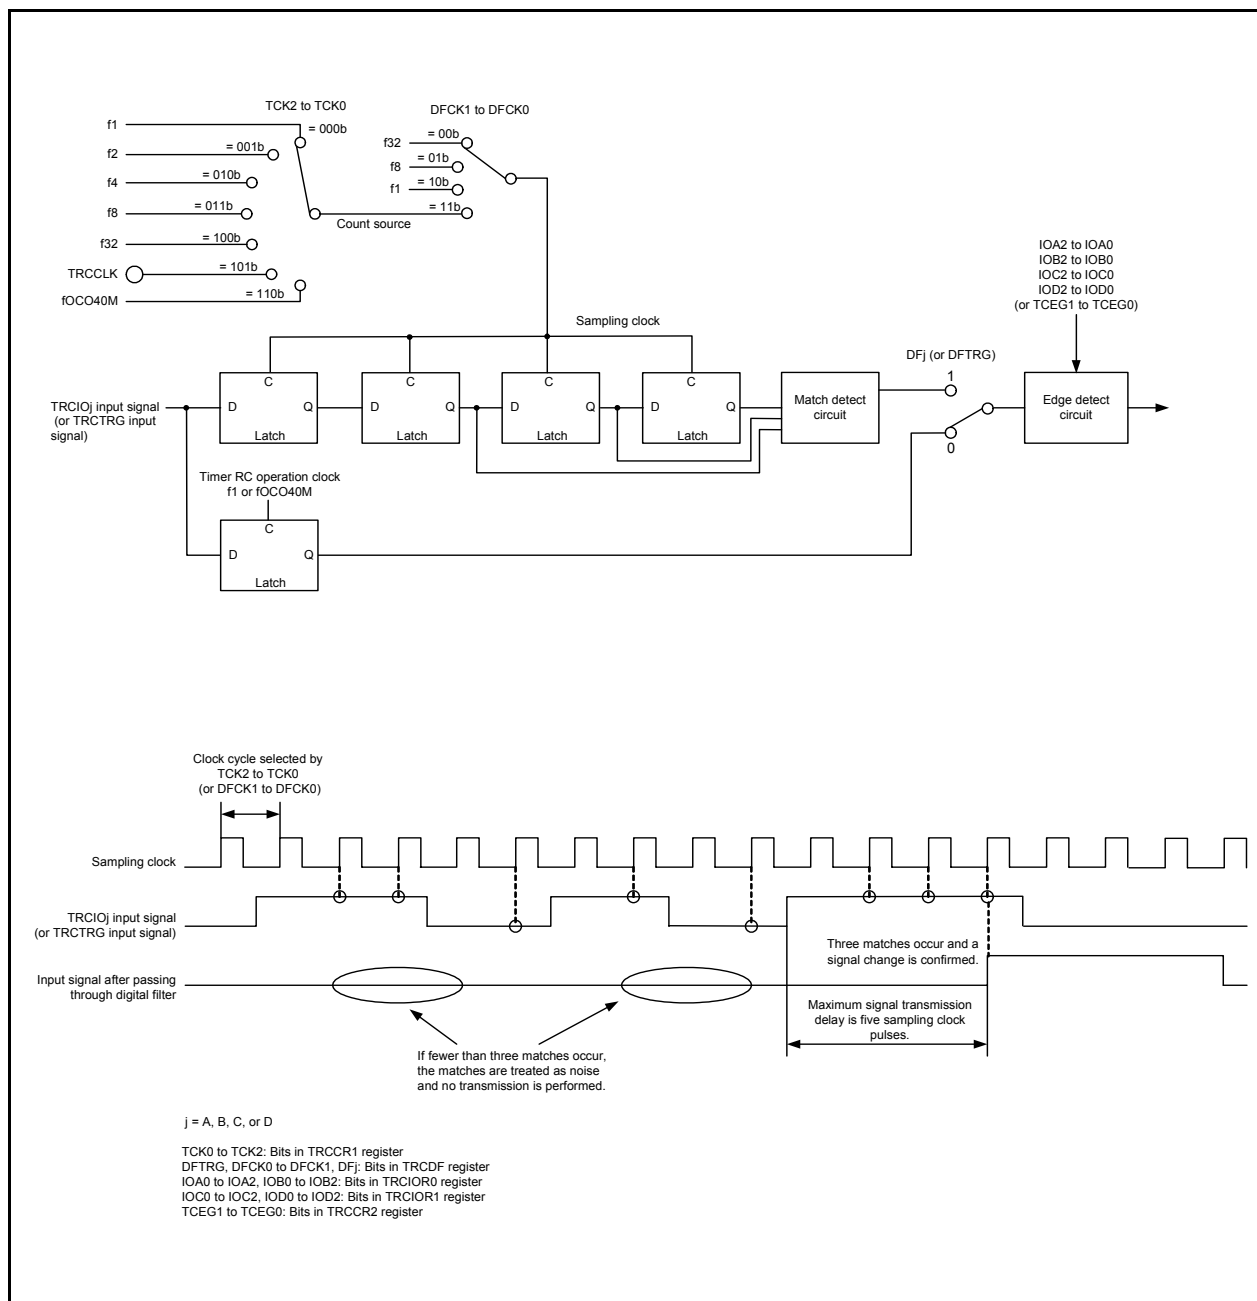 TCK2 to TCK0
DFCK1 to DFCK0
f1
= 000b
f2
= 001b
f4
= 010b
f8
= 011b
f32
= 100b
TRCCLK
= 101b
fOCO40M
= 110b
Count source
f32
= 00b
f8
= 01b
f1
= 10b
= 11b
IOA2 to IOA0
IOB2 to IOB0
IOC2 to IOC0
IOD2 to IOD0
(or TCEG1 to TCEG0)
Sampling clock
DFj (or DFTRG)
1
0
TRCIOj input signal
(or TRCTRG input
signal)
C
D
Q
Latch
C
D
Q
Latch
C
D
Q
Latch
C
D
Q
Latch
Match detect
circuit
Edge detect
circuit
Timer RC operation clock
f1 or fOCO40M
C
D
Q
Latch
Clock cycle selected by
TCK2 to TCK0
(or DFCK1 to DFCK0)
Sampling clock
TRCIOj input signal
(or TRCTRG input signal)
Three matches occur and a
signal change is confirmed.
Input signal after passing
through digital filter
Maximum signal transmission
delay is five sampling clock
pulses.
If fewer than three matches occur,
the matches are treated as noise
and no transmission is performed.
j = A, B, C, or D
TCK0 to TCK2: Bits in TRCCR1 register
DFTRG, DFCK0 to DFCK1, DFj: Bits in TRCDF register
IOA0 to IOA2, IOB0 to IOB2: Bits in TRCIOR0 register
IOC0 to IOC2, IOD0 to IOD2: Bits in TRCIOR1 register
TCEG1 to TCEG0: Bits in TRCCR2 register